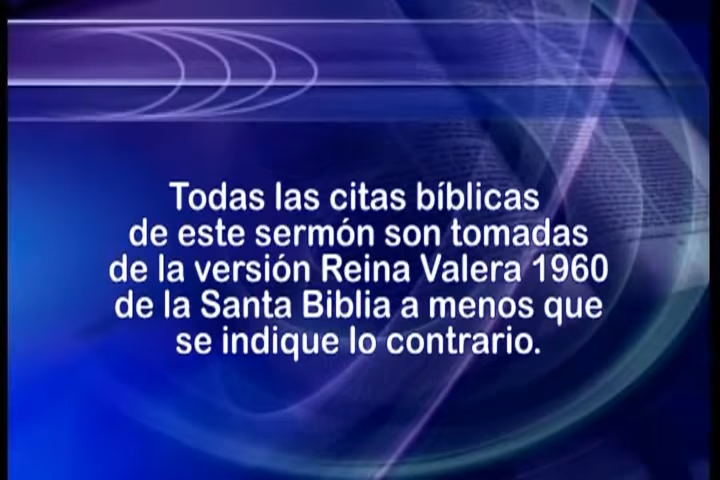 Todas las citas bíblicas
de este sermón son tomadas
de la versión Reina Valera 1960
de la Santa Biblia a menos que
se indique lo contrario.